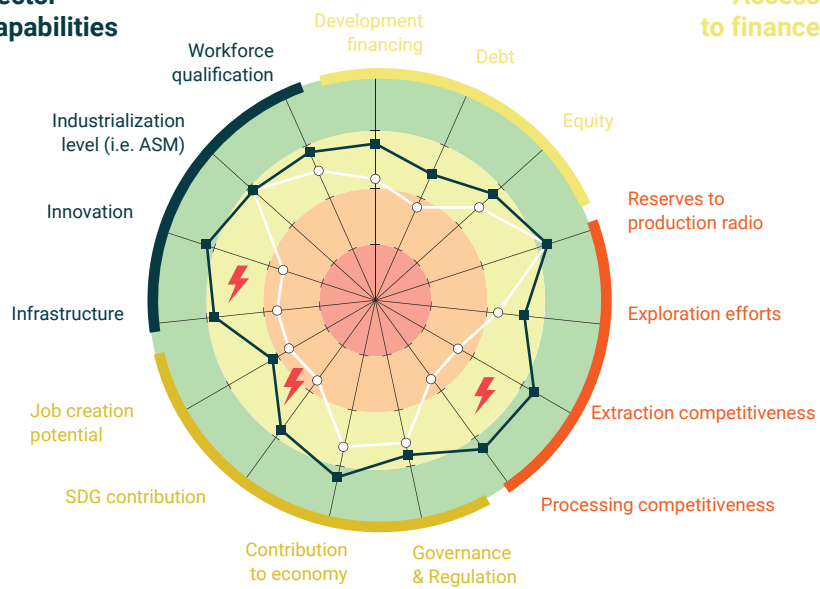 apabilities
to finance
Development
financing
Debt
Equity
Workforce
qualification
Industrialization
level (i.e. ASM)
Innovation
Infrastructure
Reserves to
production radio
Exploration efforts
Extraction competitiveness
Processing competitiveness
Job creation
potential
SDG contribution
Contribution
to economy
Governance
& Regulation